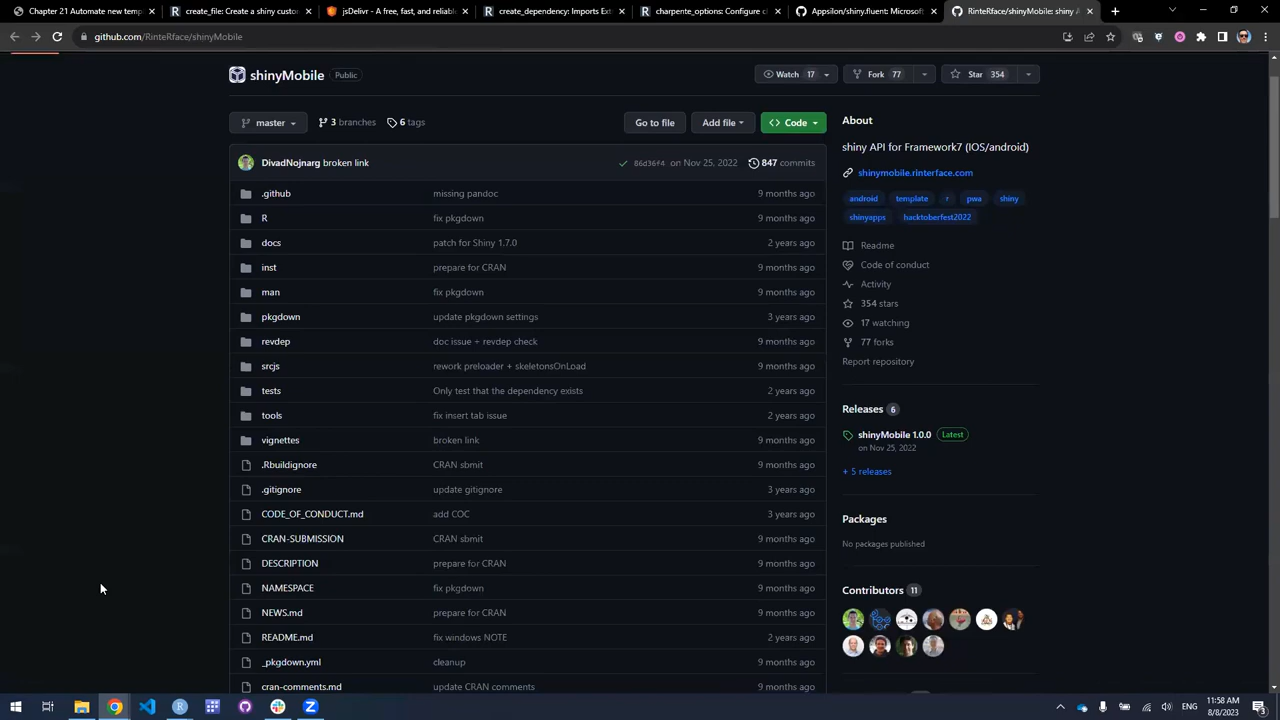 Chapter 21 Automate new temp
create_file: Create a shiny custom
jsDelivr - A free, fast, and reliable
create_dependency: Imports Exte
charpente_options: Configure ch
Appsilon/shiny.fluent: Microsoft
RinteRface/shinyMobile: shiny A
github.com/RinteRface/shinyMobile
shinyMobile Public
Watch 17
Fork 77
Star 354
master
3 branches
6 tags
Go to file
Add file
<> Code
DivadNojnarg broken link 86d36f4 on Nov 25, 2022 847 commits
.github missing pandoc 9 months ago
R fix pkgdown 9 months ago
docs patch for Shiny 1.7.0 2 years ago
inst prepare for CRAN 9 months ago
man fix pkgdown 9 months ago
pkgdown update pkgdown settings 3 years ago
revdep doc issue + revdep check 9 months ago
srcjs rework preloader + skeletonsOnLoad 9 months ago
tests Only test that the dependency exists 2 years ago
tools fix insert tab issue 2 years ago
vignettes broken link 9 months ago
.Rbuildignore CRAN sbmit 9 months ago
.gitignore update gitignore 3 years ago
CODE_OF_CONDUCT.md add COC 3 years ago
CRAN-SUBMISSION CRAN sbmit 9 months ago
DESCRIPTION prepare for CRAN 9 months ago
NAMESPACE fix pkgdown 9 months ago
NEWS.md prepare for CRAN 9 months ago
README.md fix windows NOTE 2 years ago
_pkgdown.yml cleanup 9 months ago
cran-comments.md update CRAN comments 9 months ago
About
shiny API for Framework7 (IOS/android)
shinymobile.rinterface.com
android template r pwa shiny
shinyapps hacktoberfest2022
Readme
Code of conduct
Activity
354 stars
17 watching
77 forks
Report repository
Releases 6
shinyMobile 1.0.0 Latest
on Nov 25, 2022
+ 5 releases
Packages
No packages published
Contributors 11
ENG
11:58 AM
8/8/2023